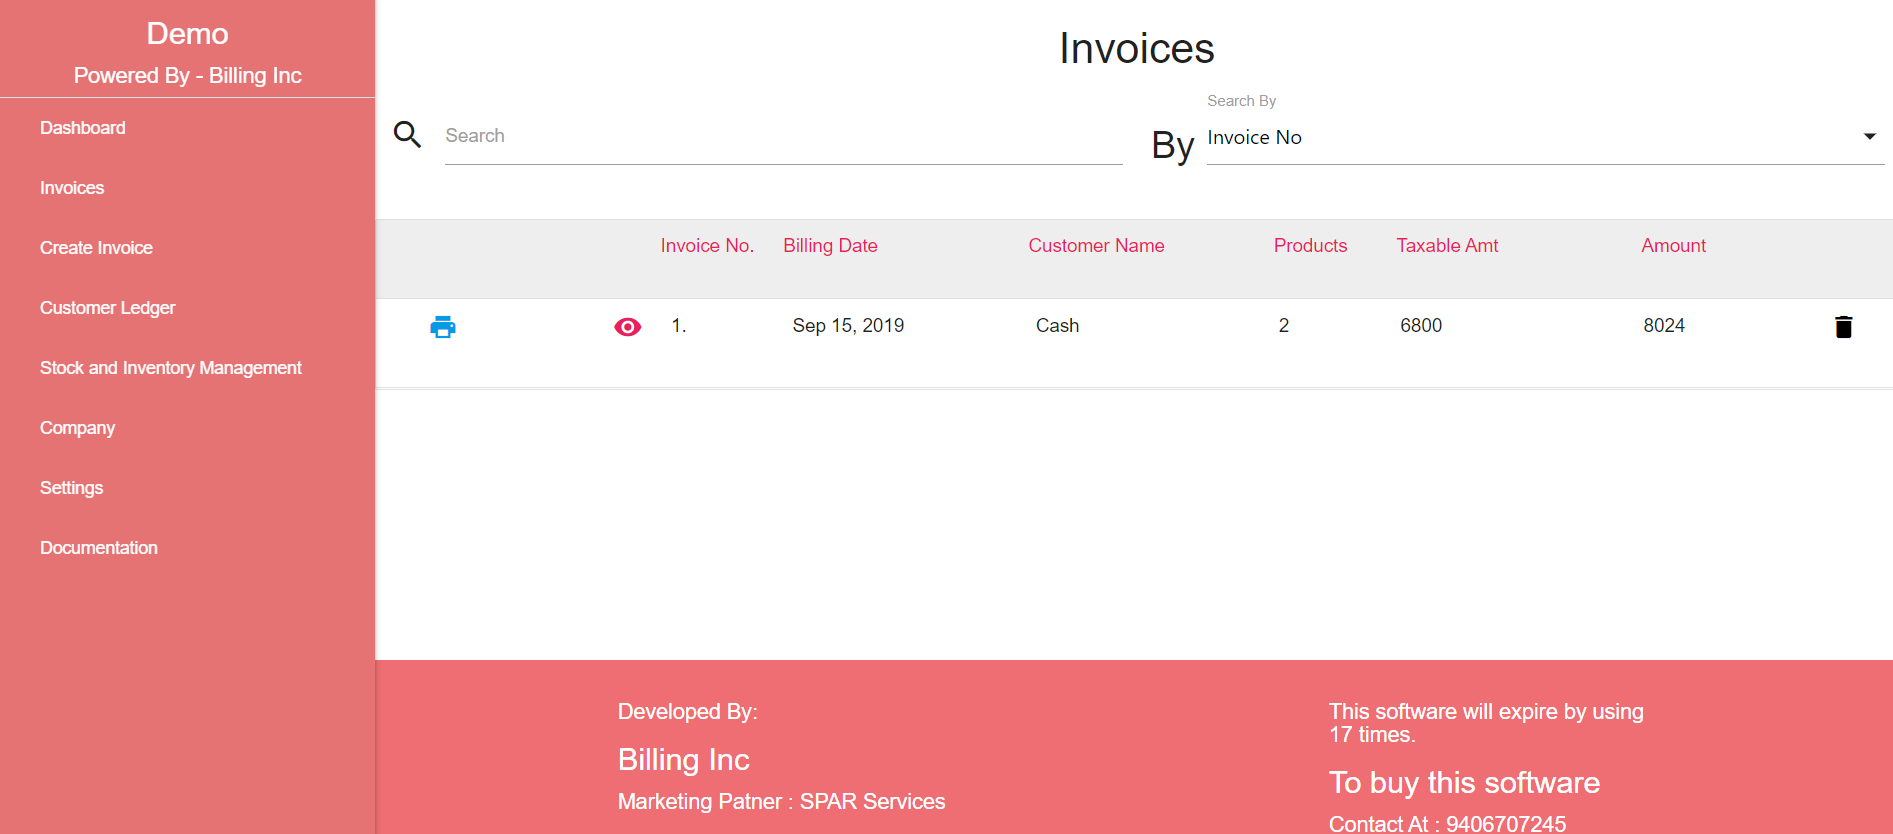 Demo
Powered By - Billing Inc
Dashboard
Invoices
Create Invoice
Customer Ledger
Stock and Inventory Management
Company
Settings
Documentation
Invoices
Search
By
Search By
Invoice No
Invoice No. Billing Date Customer Name Products Taxable Amt Amount
1. Sep 15, 2019 Cash 2 6800 8024
Developed By:
Billing Inc
Marketing Patner : SPAR Services
This software will expire by using
17 times.
To buy this software
Contact At : 9406707245